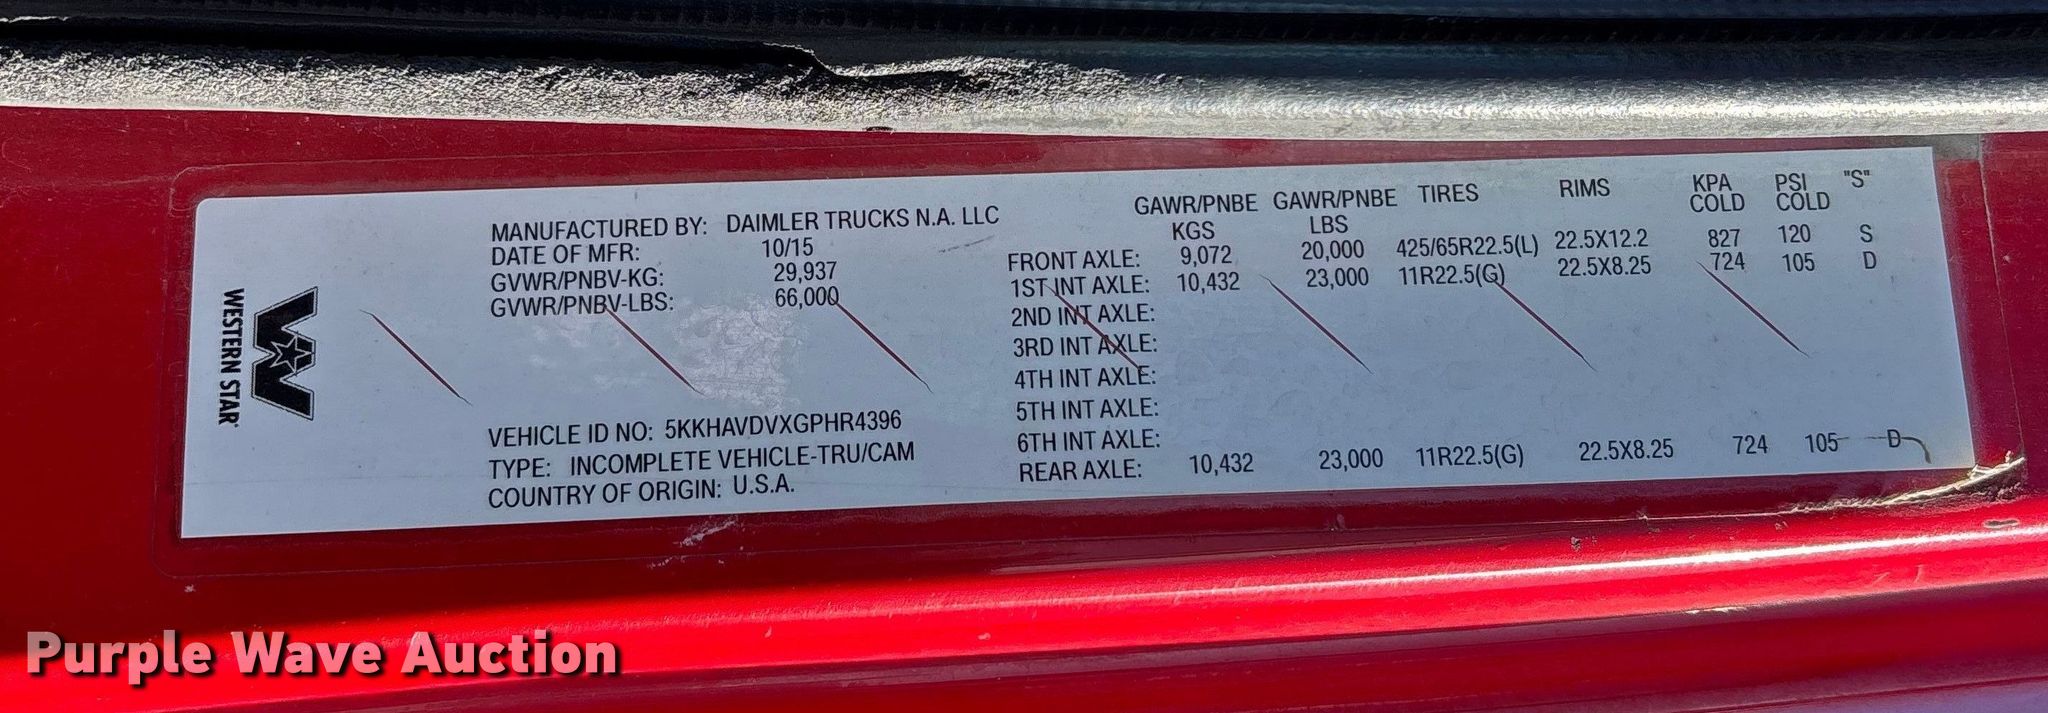 WESTERN STAR
MANUFACTURED BY: DAIMLER TRUCKS N.A. LLC
DATE OF MFR: 10/15
GVWR/PNBV-KG: 29,937
GVWR/PNBV-LBS: 66,000
VEHICLE ID NO: 5KKHAVDVXGPHR4396
TYPE: INCOMPLETE VEHICLE-TRU/CAM
COUNTRY OF ORIGIN: U.S.A.
GAWR/PNBE KGS GAWR/PNBE LBS TIRES RIMS KPA COLD PSI COLD "S"
FRONT AXLE: 9,072 20,000 425/65R22.5(L) 22.5X12.2 827 120 S
1ST INT AXLE: 10,432 23,000 11R22.5(G) 22.5X8.25 724 105 D
2ND INT AXLE:
3RD INT AXLE:
4TH INT AXLE:
5TH INT AXLE:
6TH INT AXLE:
REAR AXLE: 10,432 23,000 11R22.5(G) 22.5X8.25 724 105 D
Purple Wave Auction